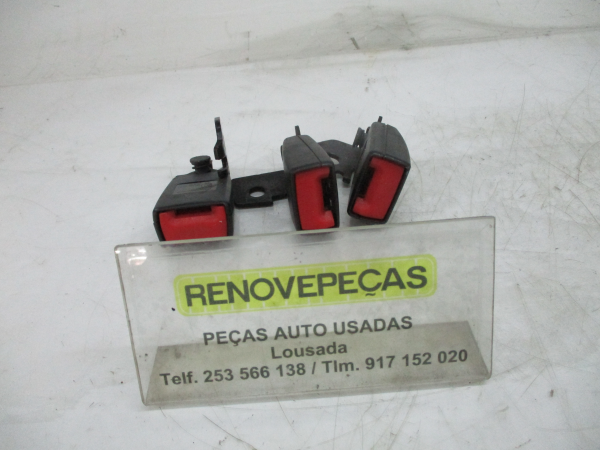 RENOVEPEÇAS
PEÇAS AUTO USADAS
Lousada
Telf. 253 566 138 / Tlm. 917 152 020